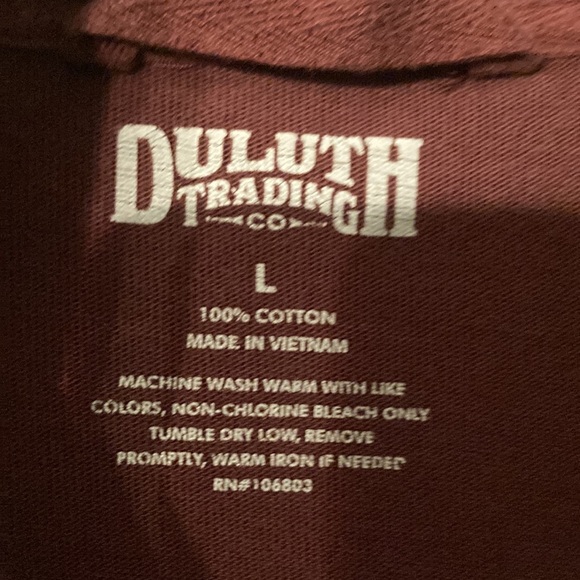 DULUTH
TRADING
CO
L
100% COTTON
MADE IN VIETNAM
MACHINE WASH WARM WITH LIKE
COLORS, NON-CHLORINE BLEACH ONLY
TUMBLE DRY LOW, REMOVE
PROMPTLY, WARM IRON IF NEEDED
RN#106803